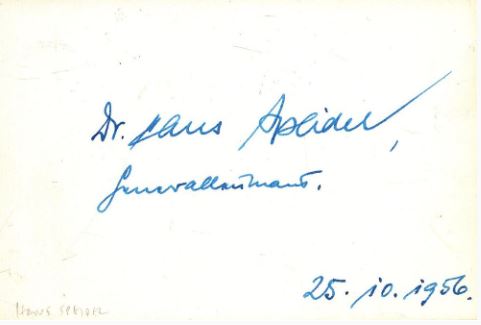 Dr. Hans Speidel,
Generalleutnant.
25. 10. 1956.
HANS SPEIDEL